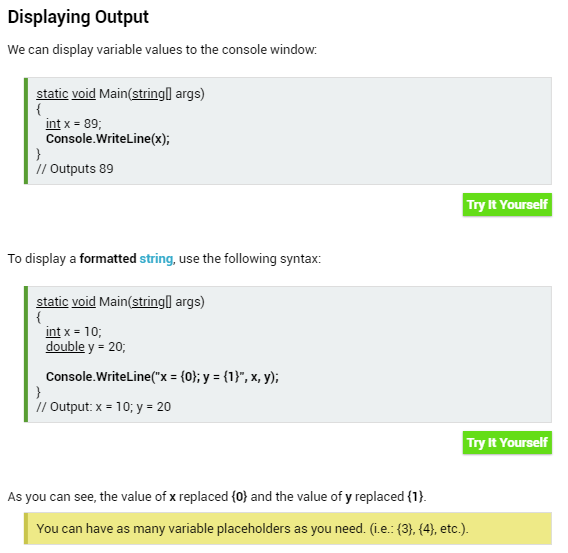 Displaying Output
We can display variable values to the console window:
static void Main(string[] args)
{
int x = 89;
Console.WriteLine(x);
}
// Outputs 89
Try It Yourself
To display a formatted string, use the following syntax:
static void Main(string[] args)
{
int x = 10;
double y = 20;
Console.WriteLine("x = {0}; y = {1}", x, y);
}
// Output: x = 10; y = 20
Try It Yourself
As you can see, the value of x replaced {0} and the value of y replaced {1}.
You can have as many variable placeholders as you need. (i.e.: {3}, {4}, etc.).